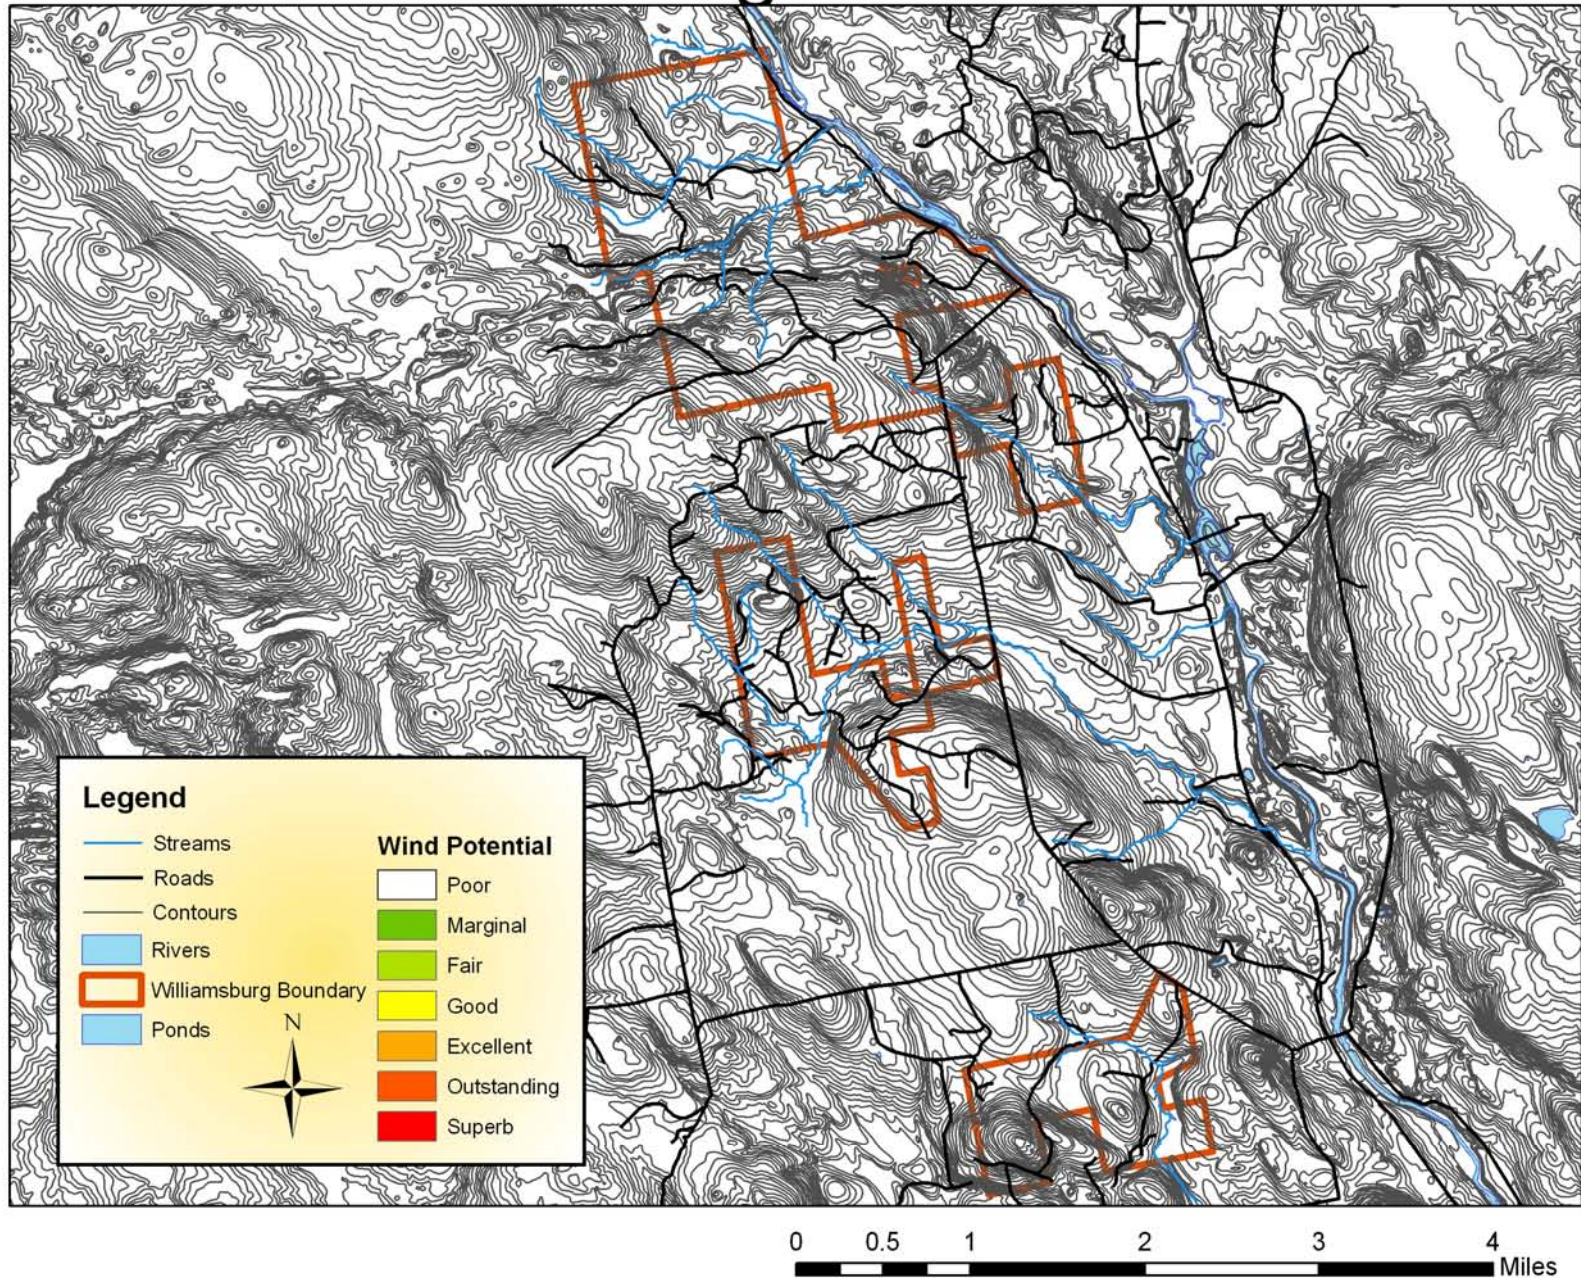 Legend
Streams
Roads
Contours
Rivers
Williamsburg Boundary
Ponds
N
Wind Potential
Poor
Marginal
Fair
Good
Excellent
Outstanding
Superb
0 0.5 1 2 3 4
Miles